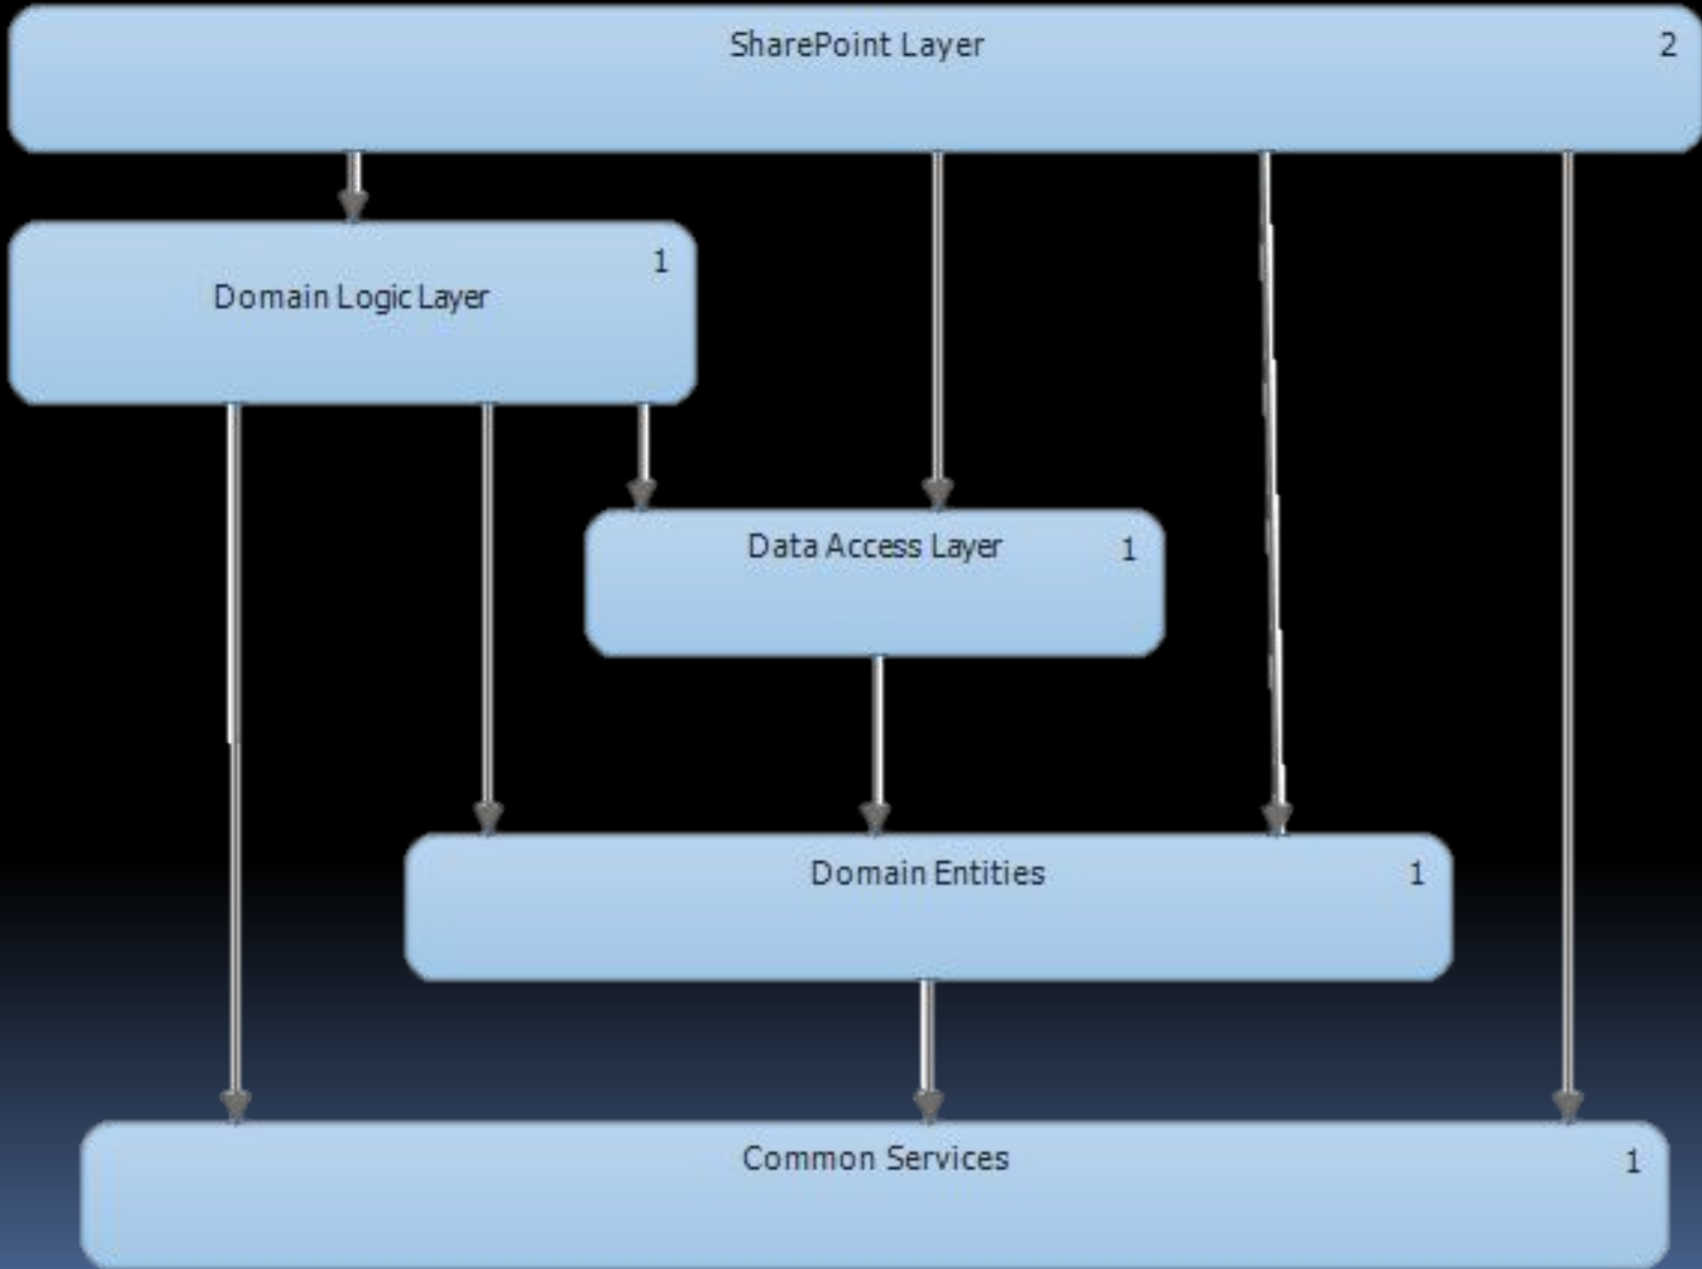 SharePoint Layer 2
1
Domain Logic Layer
Data Access Layer 1
Domain Entities 1
Common Services 1